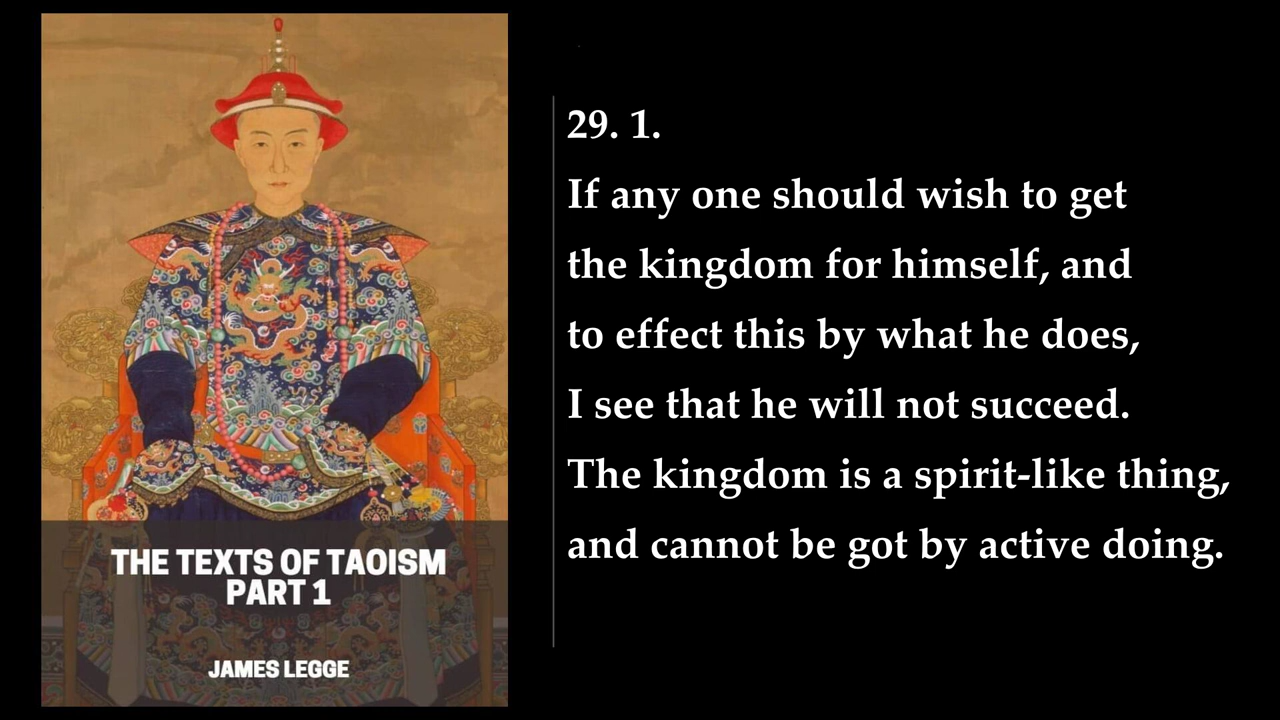 THE TEXTS OF TAOISM
PART 1
JAMES LEGGE
29. 1.
If any one should wish to get
the kingdom for himself, and
to effect this by what he does,
I see that he will not succeed.
The kingdom is a spirit-like thing,
and cannot be got by active doing.